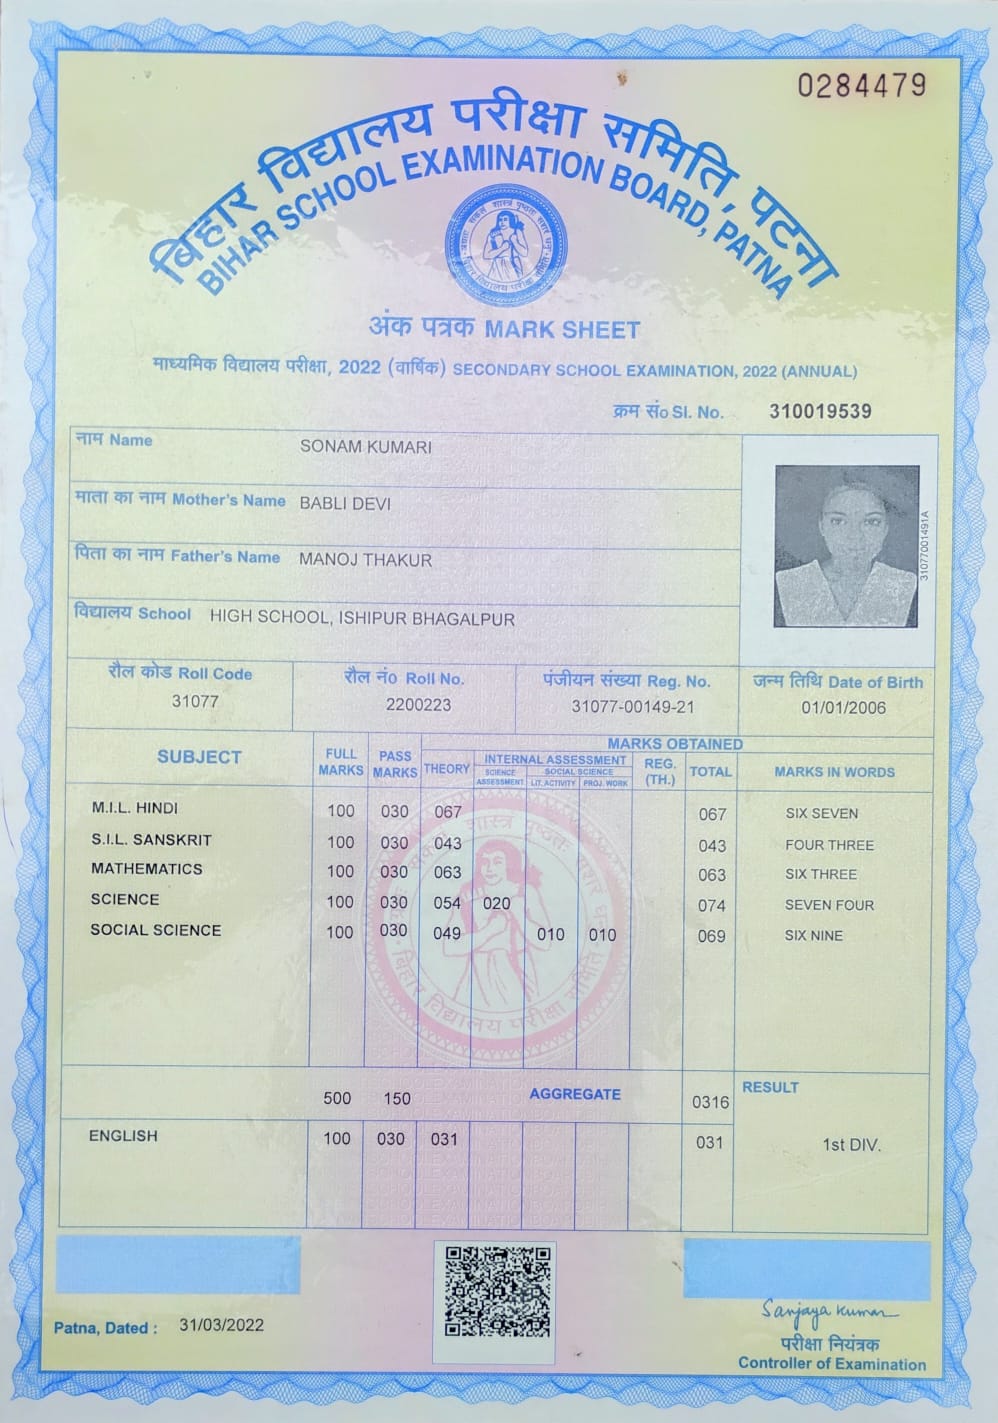 0284479
बिहार विद्यालय परीक्षा समिति, पटना
BIHAR SCHOOL EXAMINATION BOARD, PATNA
अंक पत्रक MARK SHEET
माध्यमिक विद्यालय परीक्षा, 2022 (वार्षिक) SECONDARY SCHOOL EXAMINATION, 2022 (ANNUAL)
क्रम सं० Sl. No. 310019539
नाम Name SONAM KUMARI
माता का नाम Mother's Name BABLI DEVI
पिता का नाम Father's Name MANOJ THAKUR
विद्यालय School HIGH SCHOOL, ISHIPUR BHAGALPUR
31077001491A
रौल कोड Roll Code रौल नं० Roll No. पंजीयन संख्या Reg. No. जन्म तिथि Date of Birth
31077 2200223 31077-00149-21 01/01/2006
SUBJECT FULL MARKS PASS MARKS MARKS OBTAINED
THEORY INTERNAL ASSESSMENT REG. (TH.) TOTAL MARKS IN WORDS
SCIENCE ASSESSMENT SOCIAL SCIENCE
LIT. ACTIVITY PROJ. WORK
M.I.L. HINDI 100 030 067 067 SIX SEVEN
S.I.L. SANSKRIT 100 030 043 043 FOUR THREE
MATHEMATICS 100 030 063 063 SIX THREE
SCIENCE 100 030 054 020 074 SEVEN FOUR
SOCIAL SCIENCE 100 030 049 010 010 069 SIX NINE
बिहार विद्यालय परीक्षा समिति
500 150 AGGREGATE 0316 RESULT
ENGLISH 100 030 031 031 1st DIV.
Patna, Dated : 31/03/2022
Sanjaya Kumar
परीक्षा नियंत्रक
Controller of Examination